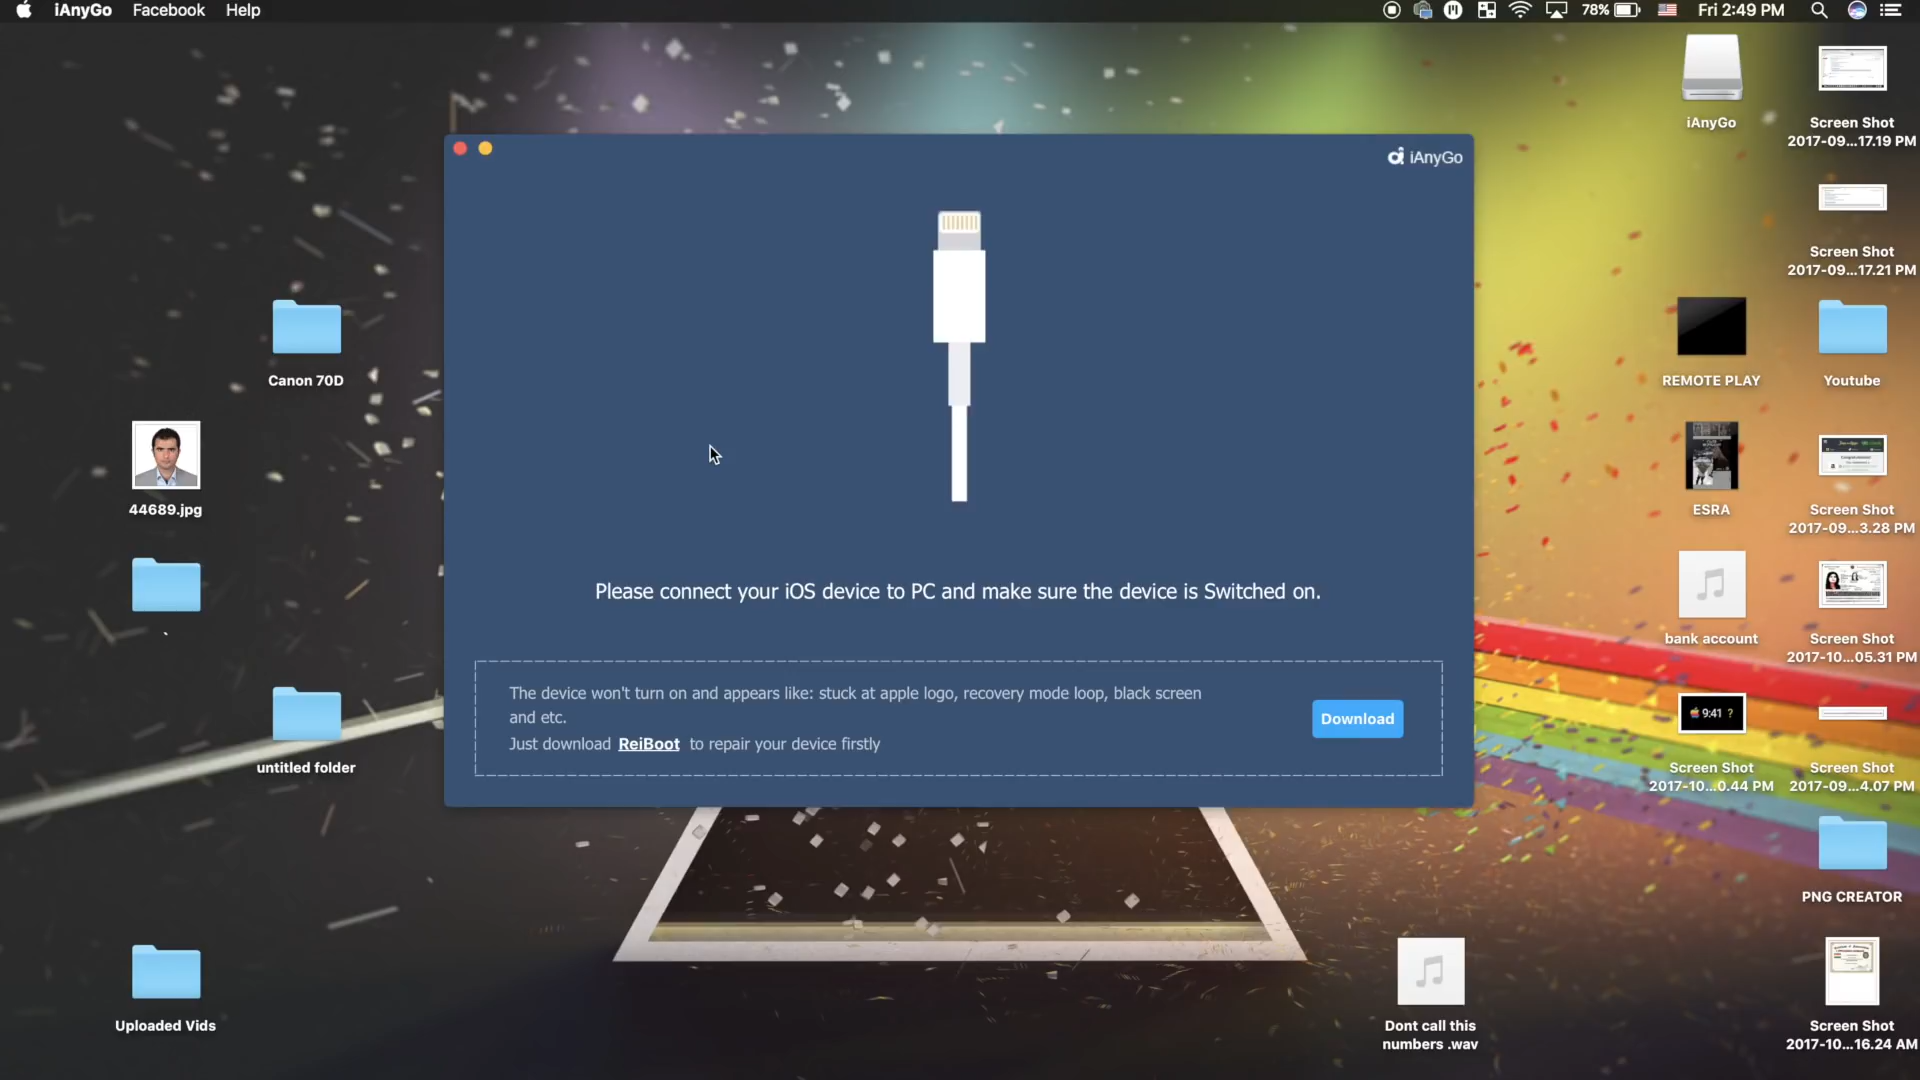 iAnyGo Facebook Help
78% Fri 2:49 PM
iAnyGo
iAnyGo
Screen Shot
2017-09...17.19 PM
Screen Shot
2017-09...17.21 PM
Canon 70D
REMOTE PLAY
Youtube
44689.jpg
ESRA
Screen Shot
2017-09...3.28 PM
Please connect your iOS device to PC and make sure the device is Switched on.
bank account
Screen Shot
2017-10...05.31 PM
The device won't turn on and appears like: stuck at apple logo, recovery mode loop, black screen
and etc.
Just download ReiBoot to repair your device firstly
Download
9:41 ?
untitled folder
Screen Shot
2017-10...0.44 PM
Screen Shot
2017-09...4.07 PM
PNG CREATOR
Uploaded Vids
Dont call this
numbers .wav
Screen Shot
2017-10...16.24 AM